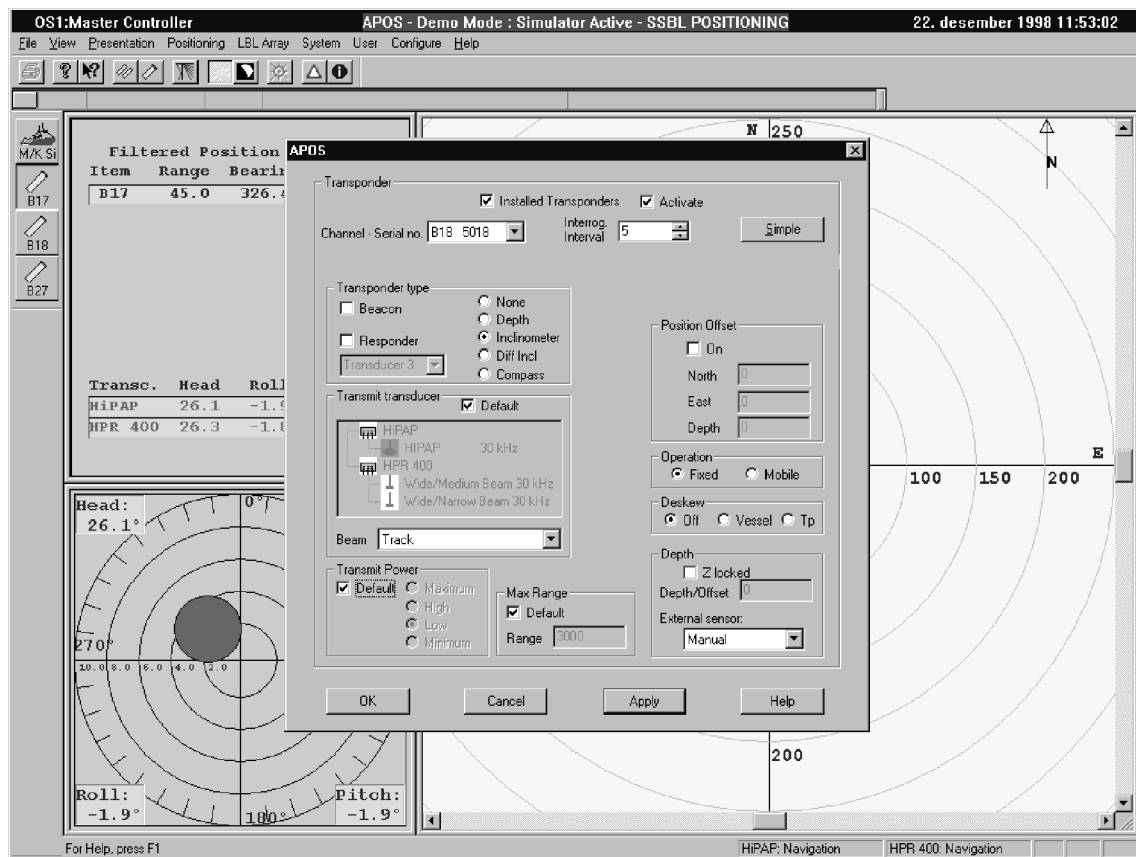 OS1:Master Controller APOS - Demo Mode : Simulator Active - SSBL POSITIONING 22. desember 1998 11:53:02
File View Presentation Positioning LBL Array System User Configure Help
M/K Si
B17
B18
B27
Filtered Position
Item Range
B17 45.0
Transc. Head Roll
HiPAP 26.1
HPR 400 26.3
Head:
26.1°
0°
270°
10.0 8.0 6.0 4.0 2.0
180°
Roll:
-1.9°
Pitch:
-1.9°
APOS
Transponder
Installed Transponders Activate
Channel - Serial no. B18 5018 Interrog. Interval 5 Simple
Transponder type
Beacon
Responder
Transducer 3
None
Depth
Inclinometer
Diff Incl
Compass
Transmit transducer Default
HiPAP
HIPAP 30 kHz
HPR 400
Wide/Medium Beam 30 kHz
Wide/Narrow Beam 30 kHz
Beam Track
Transmit Power
Default
Maximum
High
Low
Minimum
Max Range
Default
Range 3000
Position Offset
On
North 0
East 0
Depth 0
Operation
Fixed Mobile
Deskew
Off Vessel Tp
Depth
Z locked
Depth/Offset 0
External sensor:
Manual
OK Cancel Apply Help
N 250
N
E
100 150 200
200
For Help, press F1 HiPAP: Navigation HPR 400: Navigation